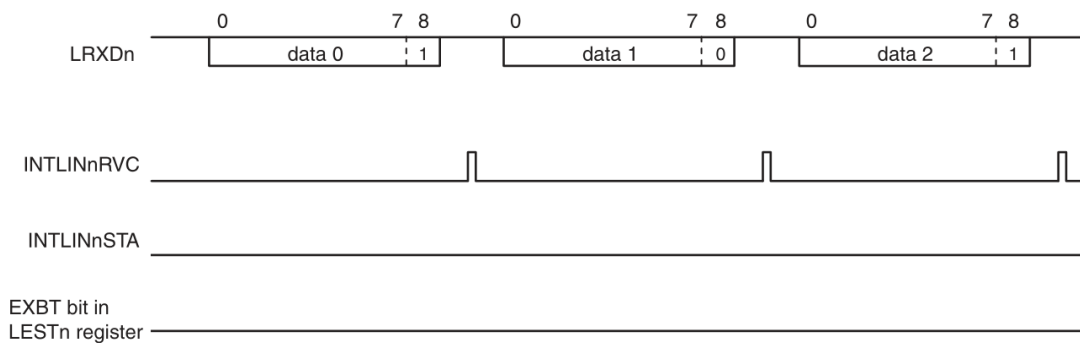 0 7 8 0 7 8 0 7 8
LRXDn data 0 1 data 1 0 data 2 1
INTLINnRVC
INTLINnSTA
EXBT bit in
LESTn register